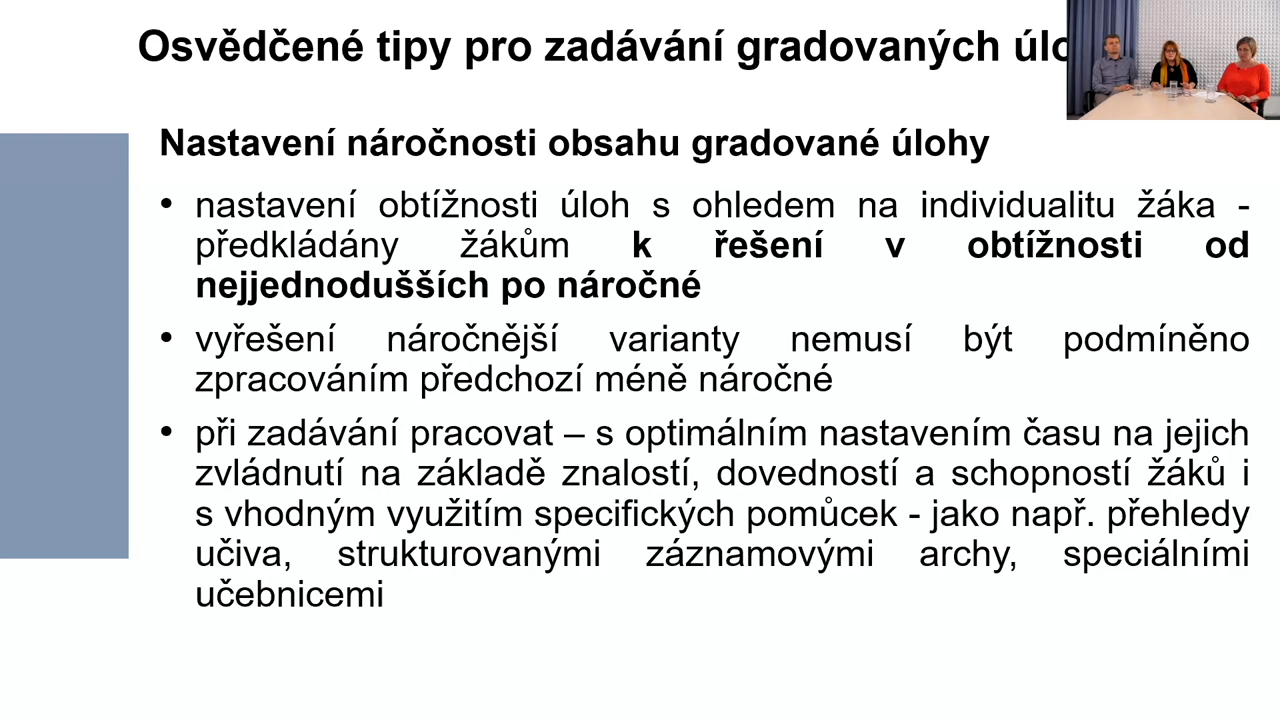 Osvědčené tipy pro zadávání gradovaných
Nastavení náročnosti obsahu gradované úlohy
• nastavení obtížnosti úloh s ohledem na individualitu žáka -
předkládány žákům k řešení v obtížnosti od
nejjednodušších po náročné
• vyřešení náročnější varianty nemusí být podmíněno
zpracováním předchozí méně náročné
• při zadávání pracovat – s optimálním nastavením času na jejich
zvládnutí na základě znalostí, dovedností a schopností žáků i
s vhodným využitím specifických pomůcek - jako např. přehledy
učiva, strukturovanými záznamovými archy, speciálními
učebnicemi